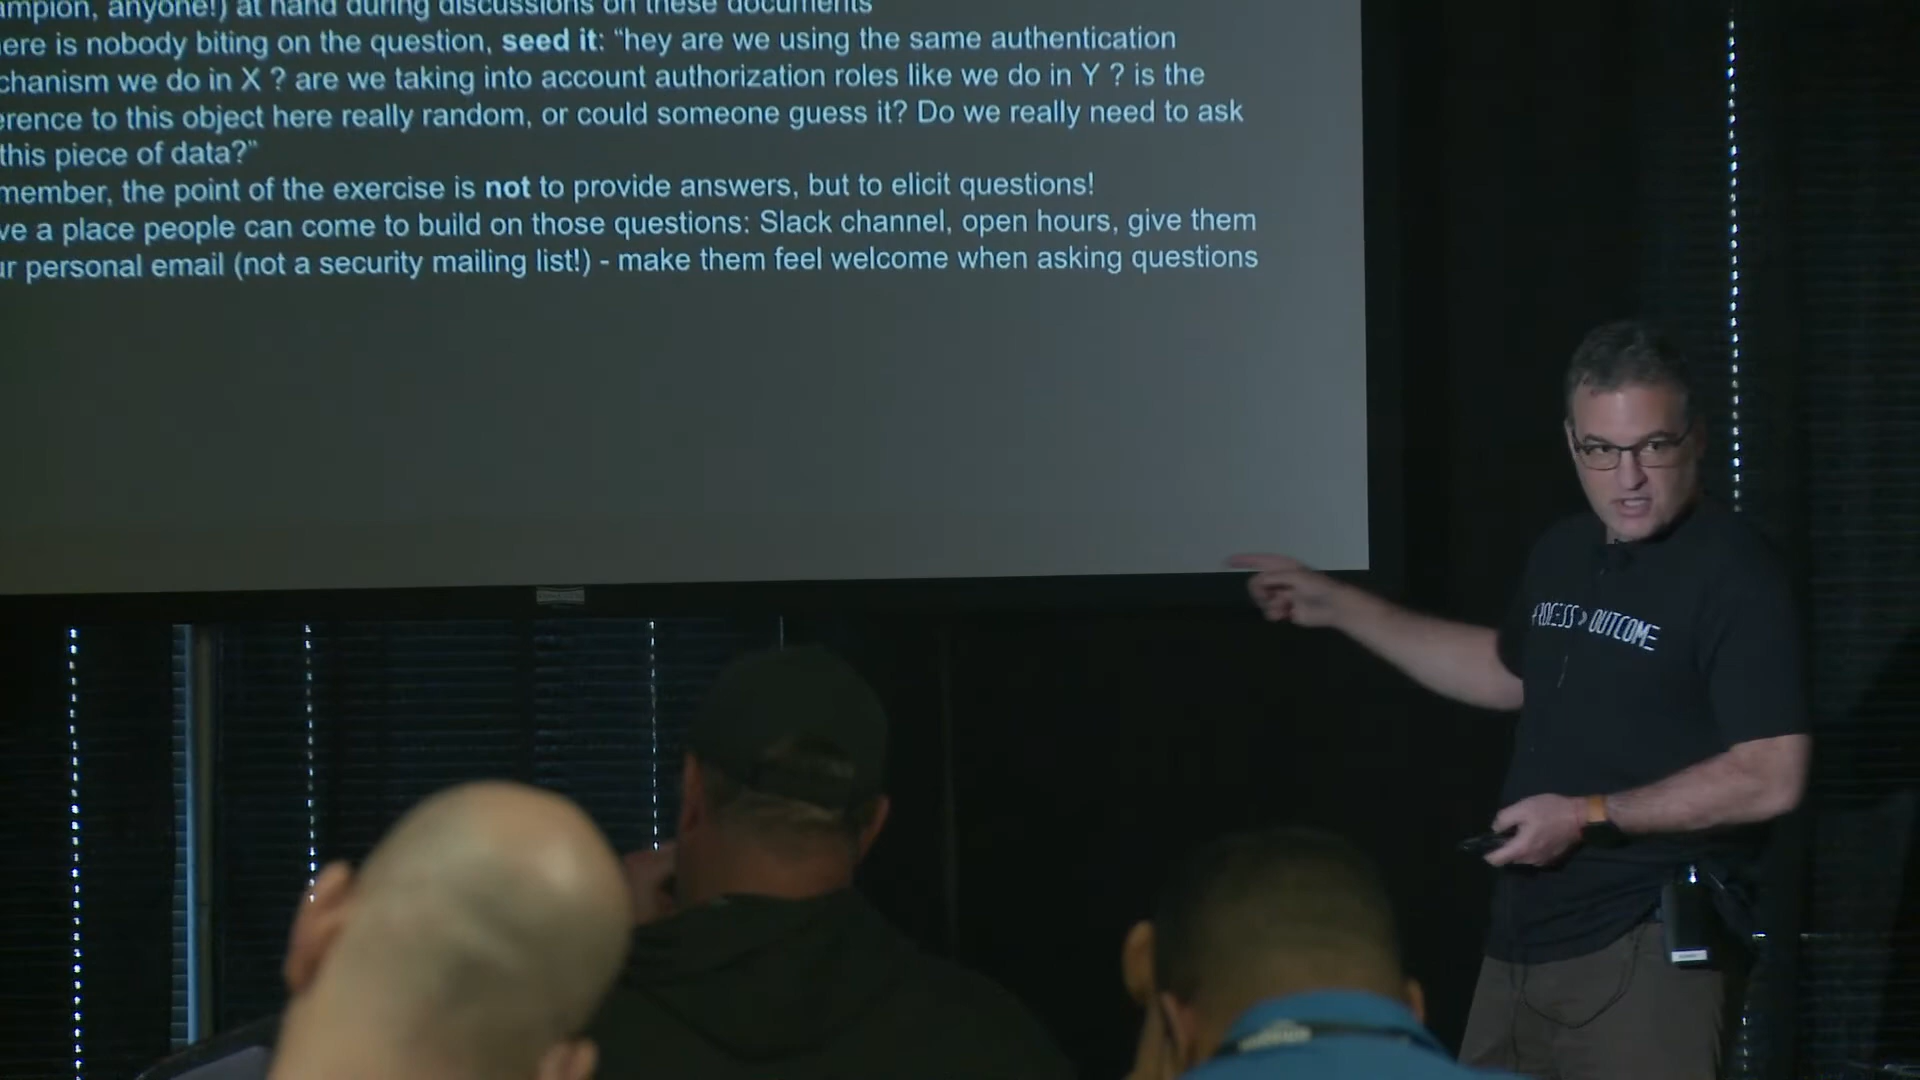 ampion, anyone!) at hand during discussions on these documents
ere is nobody biting on the question, seed it: “hey are we using the same authentication
chanism we do in X ? are we taking into account authorization roles like we do in Y ? is the
erence to this object here really random, or could someone guess it? Do we really need to ask
this piece of data?”
member, the point of the exercise is not to provide answers, but to elicit questions!
ve a place people can come to build on those questions: Slack channel, open hours, give them
ur personal email (not a security mailing list!) - make them feel welcome when asking questions
PROCESS > OUTCOME